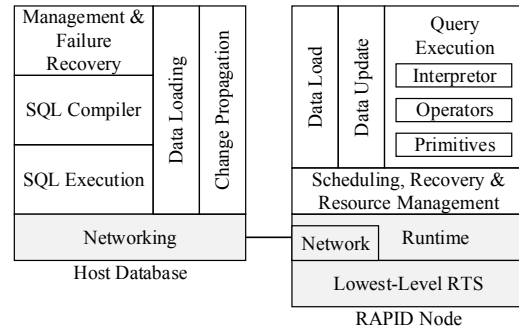 Management &
Failure
Recovery
SQL Compiler
SQL Execution
Data Loading
Change Propagation
Networking
Host Database
Data Load
Data Update
Query
Execution
Interpretor
Operators
Primitives
Scheduling, Recovery &
Resource Management
Network
Runtime
Lowest-Level RTS
RAPID Node